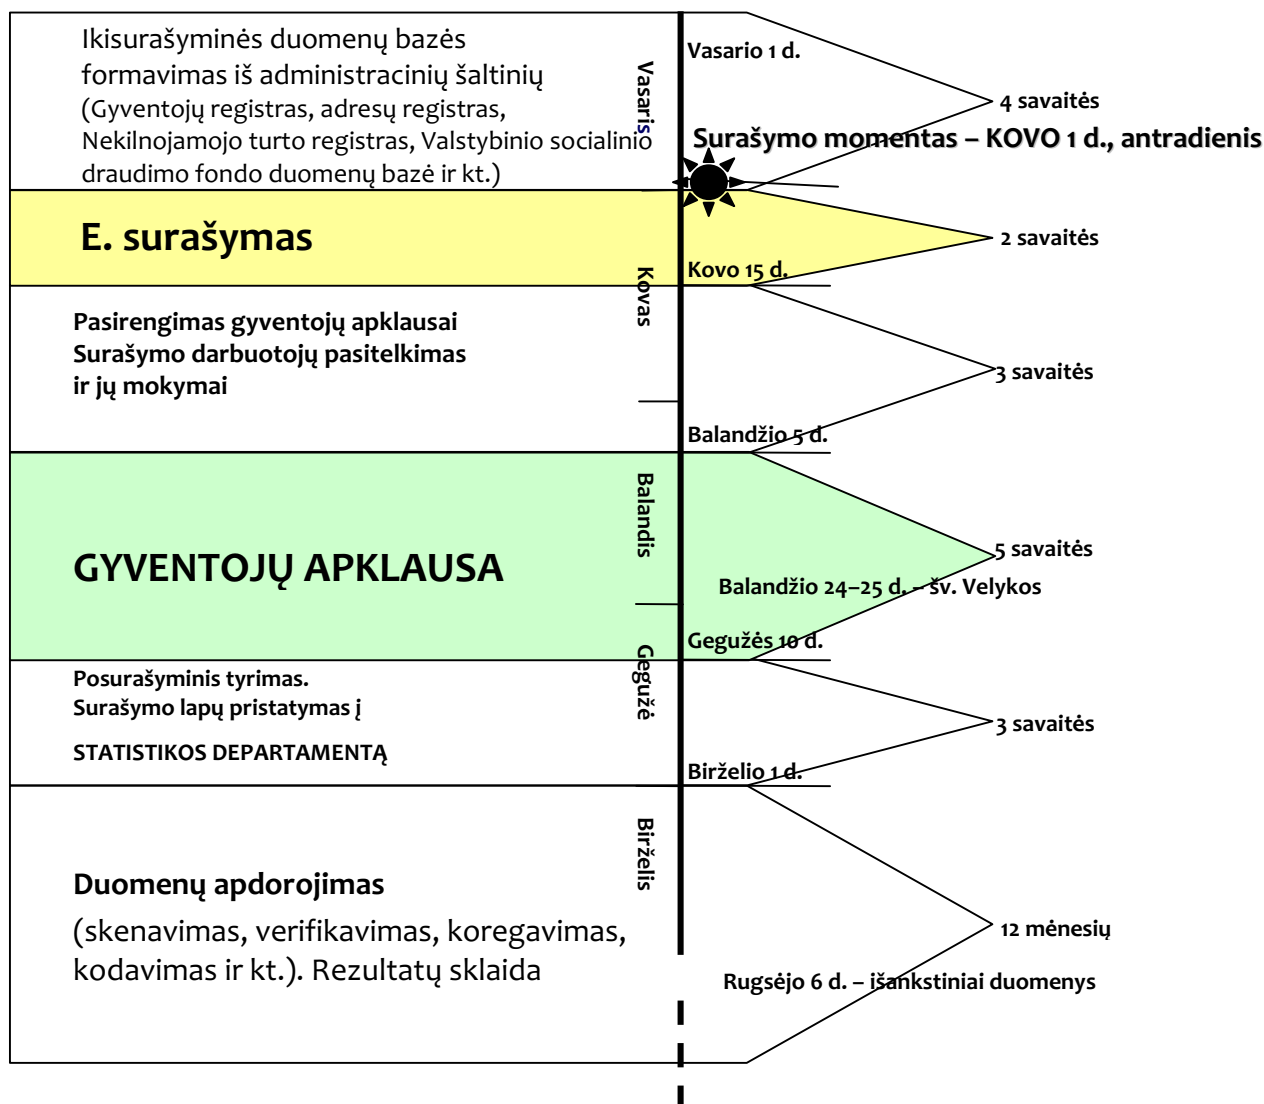 Ikisurašyminės duomenų bazės
formavimas iš administracinių šaltinių
(Gyventojų registras, adresų registras,
Nekilnojamojo turto registras, Valstybinio socialinio
draudimo fondo duomenų bazė ir kt.)
Vasaris
Vasario 1 d.
4 savaitės
Surašymo momentas – KOVO 1 d., antradienis
E. surašymas
2 savaitės
Kovo 15 d.
Kovas
Pasirengimas gyventojų apklausai
Surašymo darbuotojų pasitelkimas
ir jų mokymai
3 savaitės
Balandžio 5 d.
Balandis
GYVENTOJŲ APKLAUSA
5 savaitės
Balandžio 24–25 d. – šv. Velykos
Gegužės 10 d.
Gegužė
Posurašyminis tyrimas.
Surašymo lapų pristatymas į
STATISTIKOS DEPARTAMENTĄ
3 savaitės
Birželio 1 d.
Birželis
Duomenų apdorojimas
(skenavimas, verifikavimas, koregavimas,
kodavimas ir kt.). Rezultatų sklaida
12 mėnesių
Rugsėjo 6 d. – išankstiniai duomenys